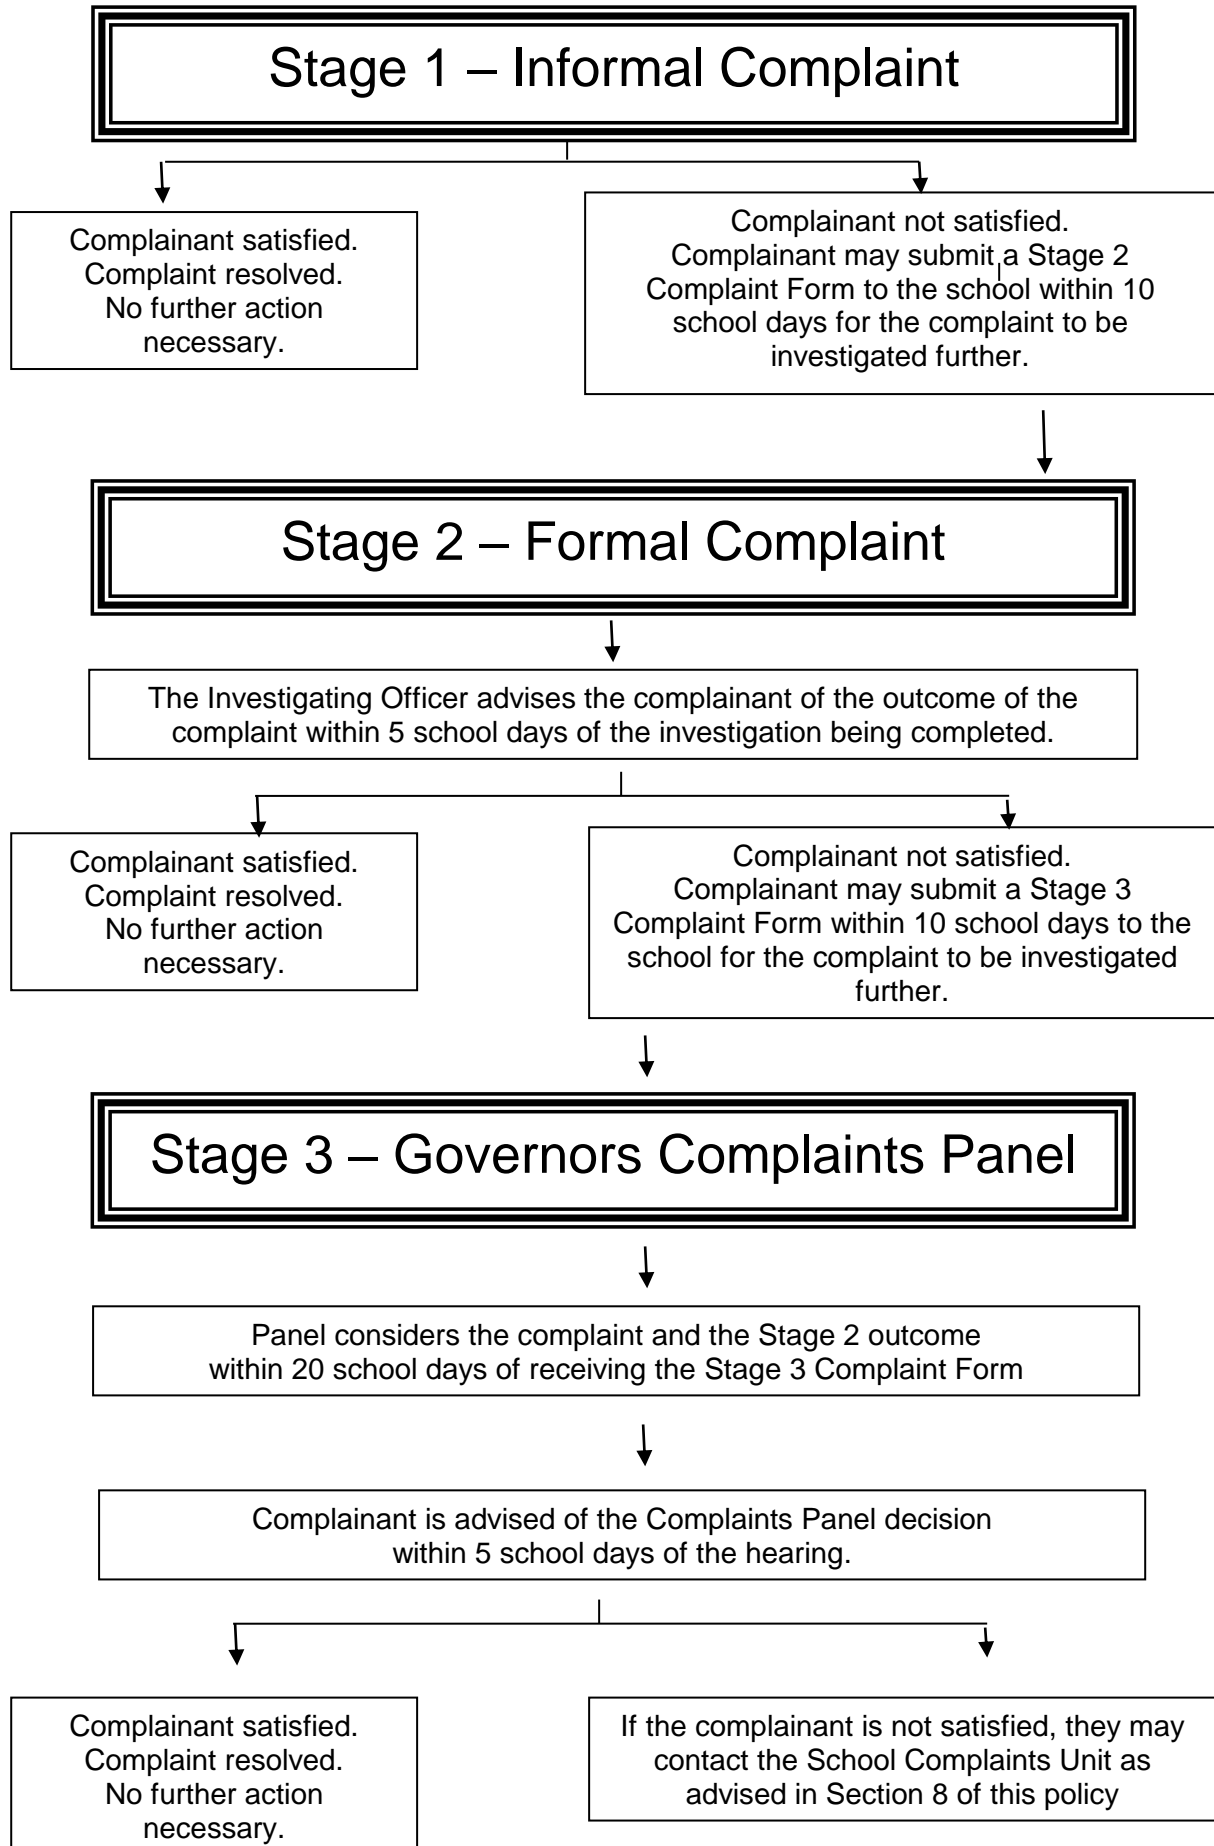 Stage 1 – Informal Complaint
Complainant satisfied.
Complaint resolved.
No further action
necessary.
Complainant not satisfied.
Complainant may submit a Stage 2
Complaint Form to the school within 10
school days for the complaint to be
investigated further.
Stage 2 – Formal Complaint
The Investigating Officer advises the complainant of the outcome of the
complaint within 5 school days of the investigation being completed.
Complainant satisfied.
Complaint resolved.
No further action
necessary.
Complainant not satisfied.
Complainant may submit a Stage 3
Complaint Form within 10 school days to the
school for the complaint to be investigated
further.
Stage 3 – Governors Complaints Panel
Panel considers the complaint and the Stage 2 outcome
within 20 school days of receiving the Stage 3 Complaint Form
Complainant is advised of the Complaints Panel decision
within 5 school days of the hearing.
Complainant satisfied.
Complaint resolved.
No further action
necessary.
If the complainant is not satisfied, they may
contact the School Complaints Unit as
advised in Section 8 of this policy